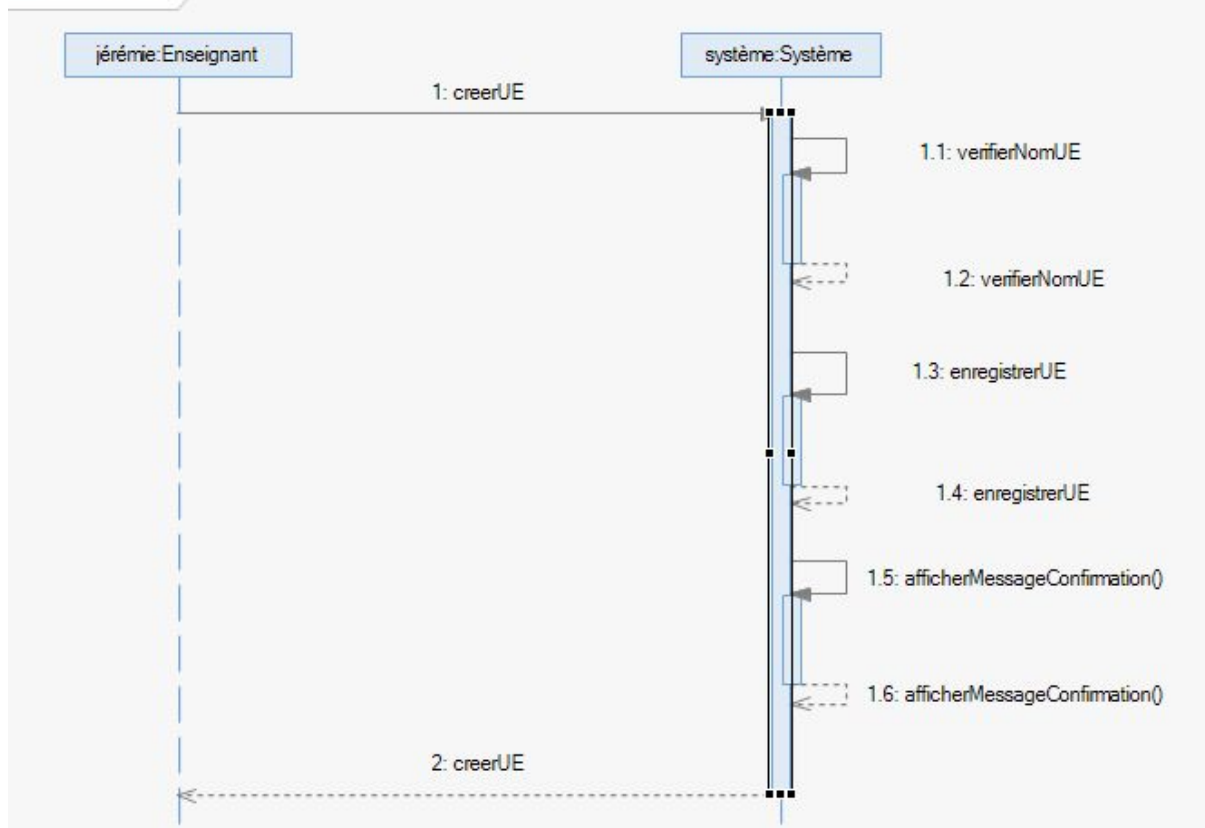 jérémie:Enseignant
système:Système
1: creerUE
1.1: verifierNomUE
1.2: verifierNomUE
1.3: enregistrerUE
1.4: enregistrerUE
1.5: afficherMessageConfirmation()
1.6: afficherMessageConfirmation()
2: creerUE